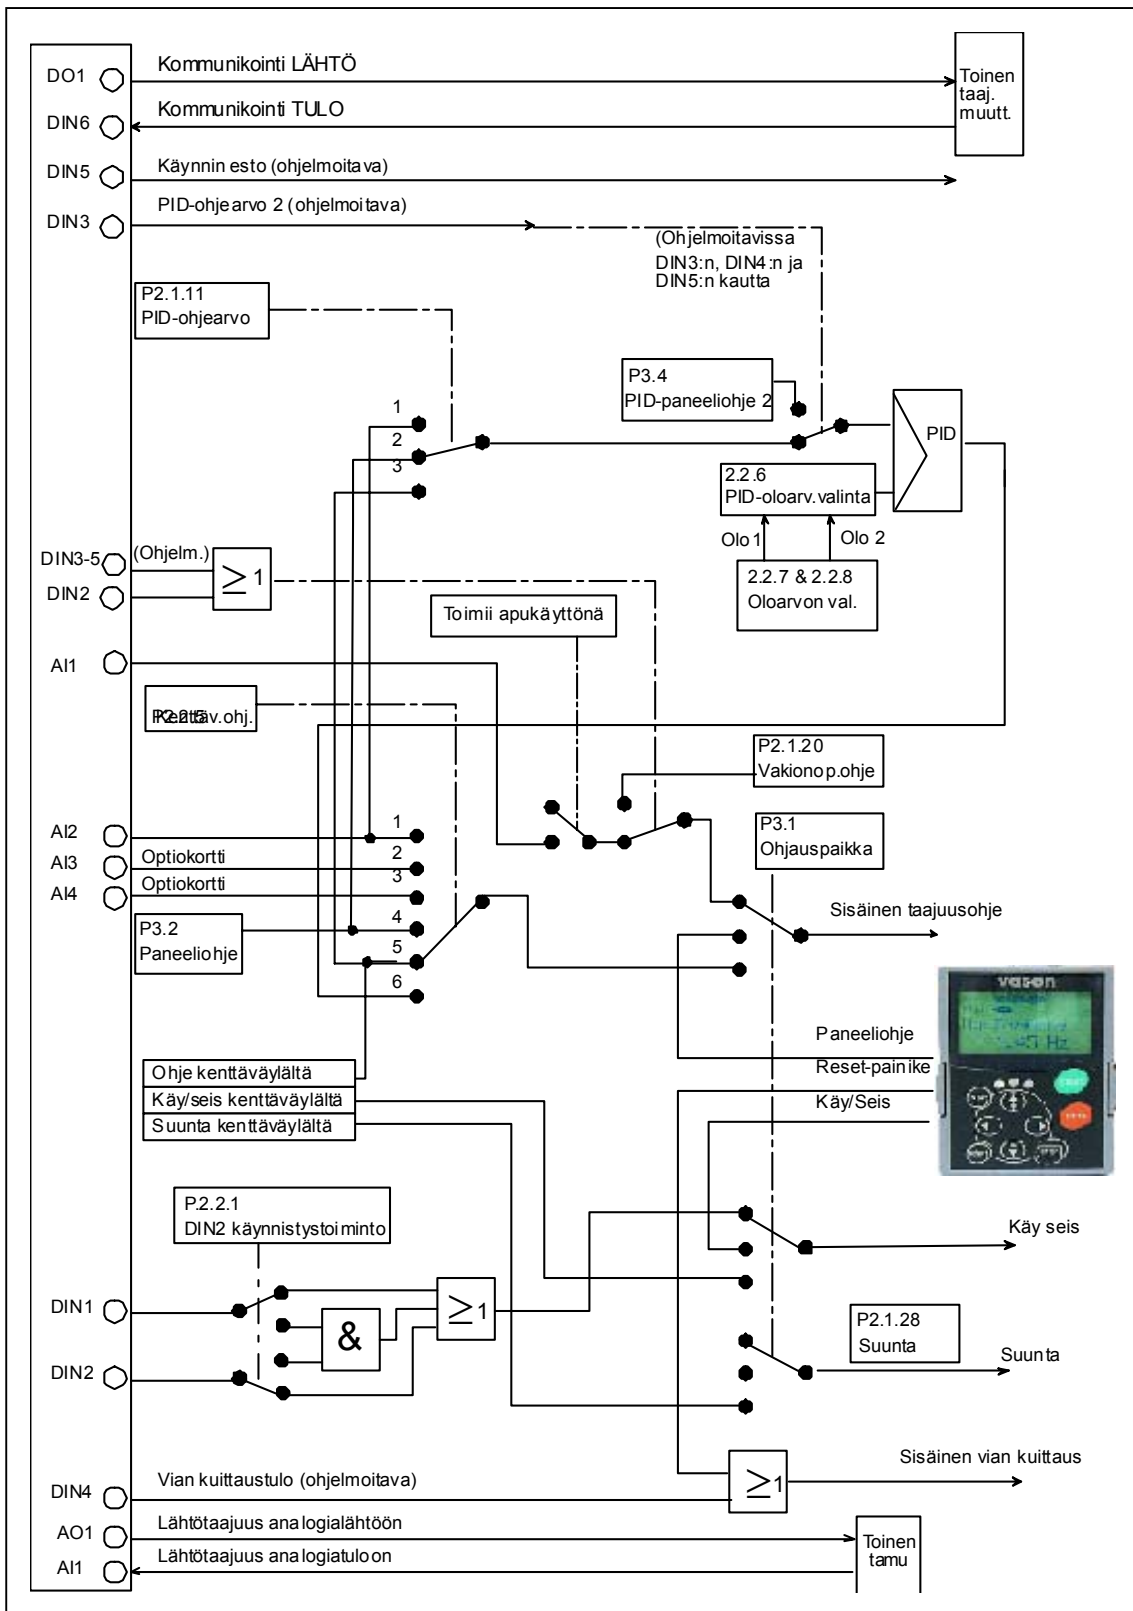 DO1
Kommunikointi LÄHTÖ
Toinen
taaj.
muutt.
DIN6
Kommunikointi TULO
DIN5
Käynnin esto (ohjelmoitava)
DIN3
PID-ohjearvo 2 (ohjelmoitava)
(Ohjelmoitavissa
DIN3:n, DIN4:n ja
DIN5:n kautta
P2.1.11
PID-ohjearvo
P3.4
PID-paneeliohje 2
1
2
3
PID
2.2.6
PID-oloarv.valinta
Olo 1
Olo 2
DIN3-5
(Ohjelm.)
DIN2
≥1
2.2.7 & 2.2.8
Oloarvon val.
Toimii apukäyttönä
AI1
Kenttäv.ohj.
P2.1.20
Vakionop.ohje
P3.1
Ohjauspaikka
AI2
1
AI3
Optiokortti
2
AI4
Optiokortti
3
P3.2
Paneeliohje
4
5
6
Sisäinen taajuusohje
vacon
Paneeliohje
Reset-painike
Käy/Seis
Ohje kenttäväylältä
Käy/seis kenttäväylältä
Suunta kenttäväylältä
P.2.2.1
DIN2 käynnistystoiminto
Käy seis
DIN1
&
≥1
DIN2
P2.1.28
Suunta
Suunta
Sisäinen vian kuittaus
DIN4
Vian kuittaustulo (ohjelmoitava)
≥1
AO1
Lähtötaajuus analogialähtöön
Toinen
tamu
AI1
Lähtötaajuus analogiatuloon